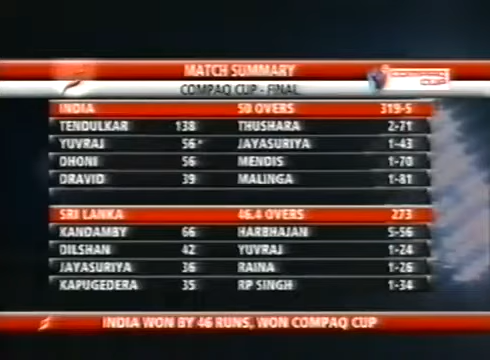 MATCH SUMMARY
COMPAQ CUP - FINAL
COMPAQ CUP
INDIA 50 OVERS 319-5
TENDULKAR 138 THUSHARA 2-71
YUVRAJ 56* JAYASURIYA 1-43
DHONI 56 MENDIS 1-70
DRAVID 39 MALINGA 1-81
SRI LANKA 46.4 OVERS 273
KANDAMBY 66 HARBHAJAN 5-56
DILSHAN 42 YUVRAJ 1-24
JAYASURIYA 36 RAINA 1-26
KAPUGEDERA 35 RP SINGH 1-34
INDIA WON BY 46 RUNS, WON COMPAQ CUP